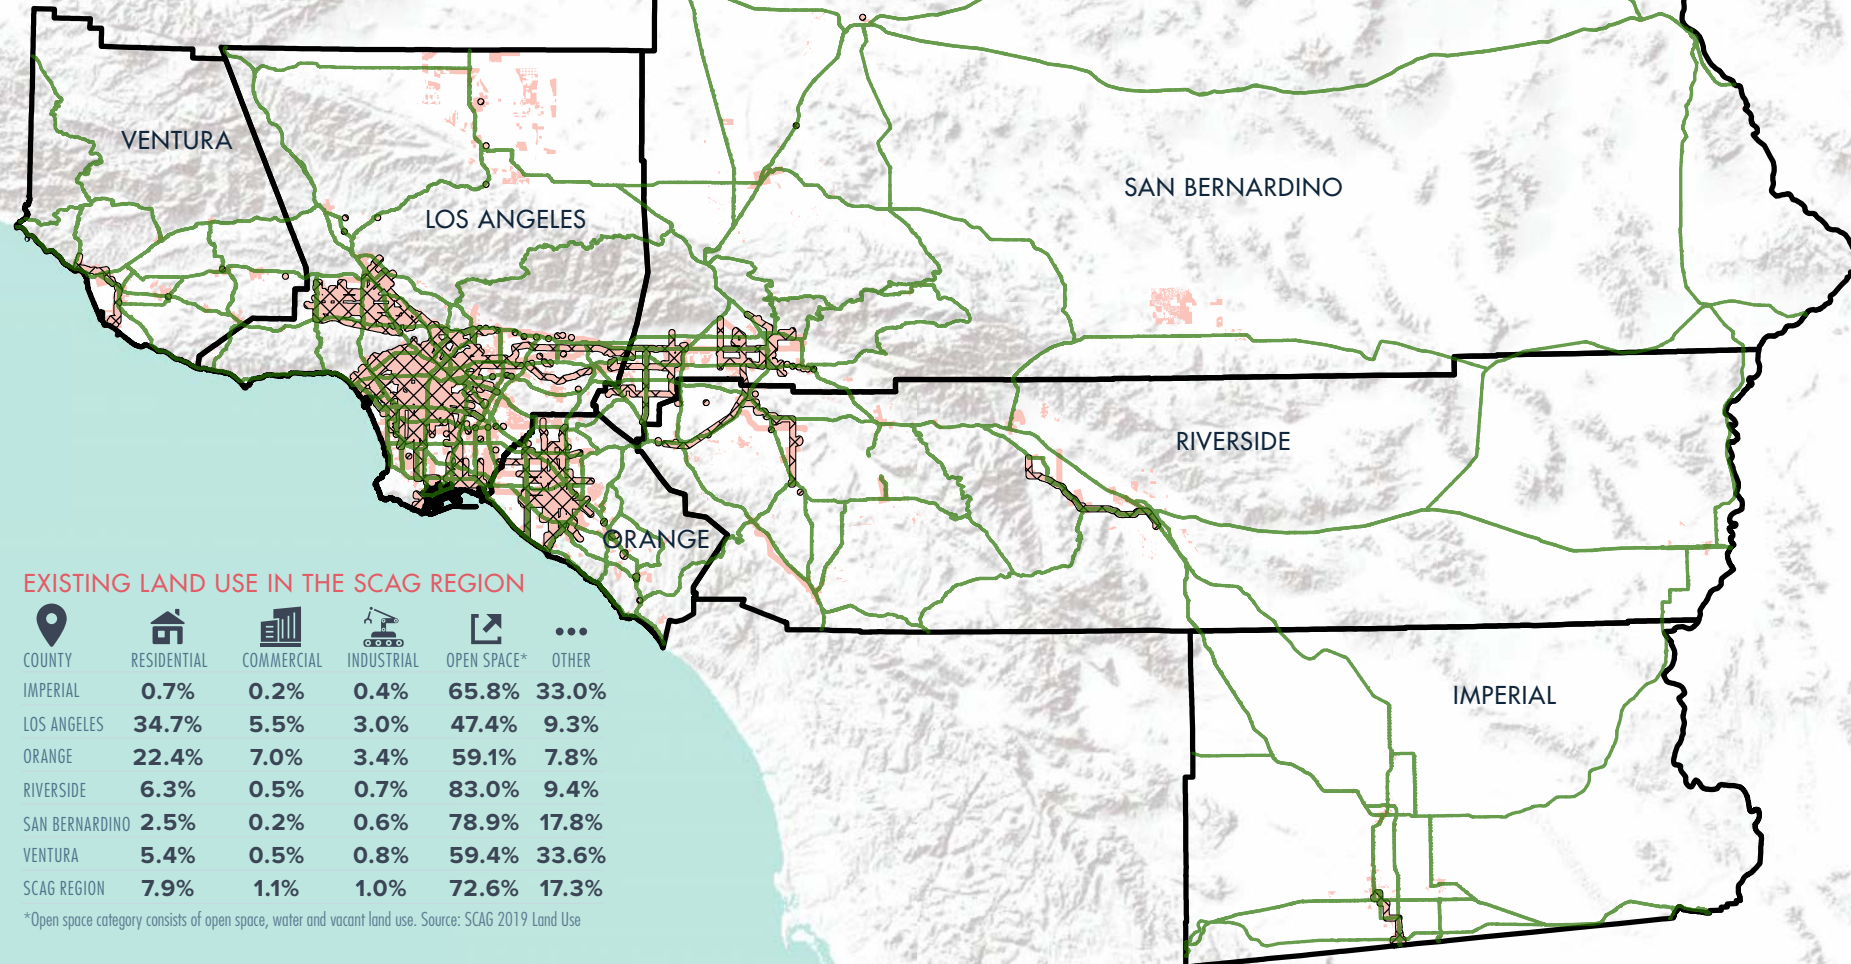 VENTURA
LOS ANGELES
SAN BERNARDINO
RIVERSIDE
ORANGE
IMPERIAL
EXISTING LAND USE IN THE SCAG REGION
COUNTY RESIDENTIAL COMMERCIAL INDUSTRIAL OPEN SPACE* OTHER
IMPERIAL 0.7% 0.2% 0.4% 65.8% 33.0%
LOS ANGELES 34.7% 5.5% 3.0% 47.4% 9.3%
ORANGE 22.4% 7.0% 3.4% 59.1% 7.8%
RIVERSIDE 6.3% 0.5% 0.7% 83.0% 9.4%
SAN BERNARDINO 2.5% 0.2% 0.6% 78.9% 17.8%
VENTURA 5.4% 0.5% 0.8% 59.4% 33.6%
SCAG REGION 7.9% 1.1% 1.0% 72.6% 17.3%
*Open space category consists of open space, water and vacant land use. Source: SCAG 2019 Land Use